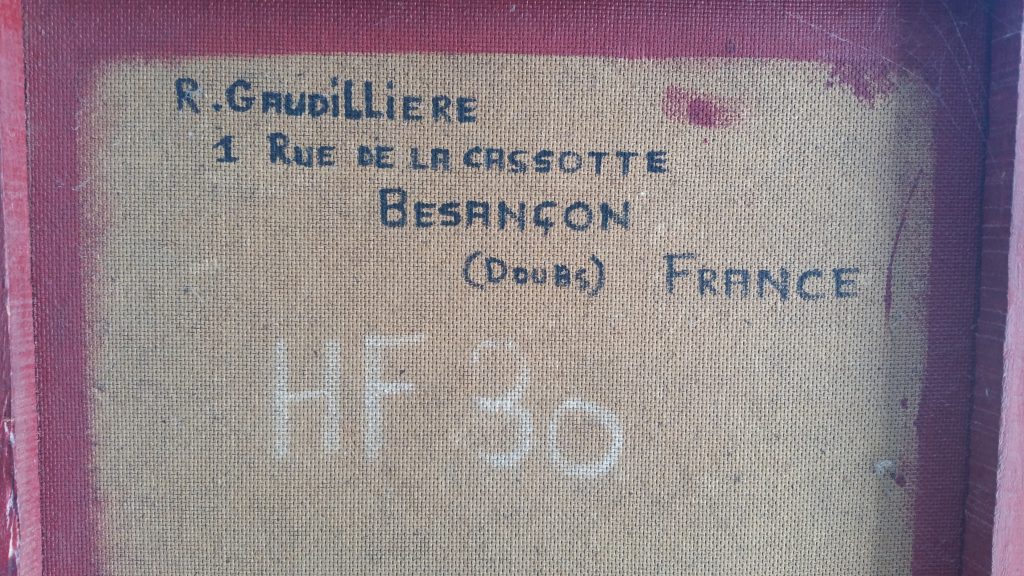 R. GAUDiLLIERE
1 RUE DE LA CASSOTTE
BESANÇON
(DOUBS) FRANCE
HF 30